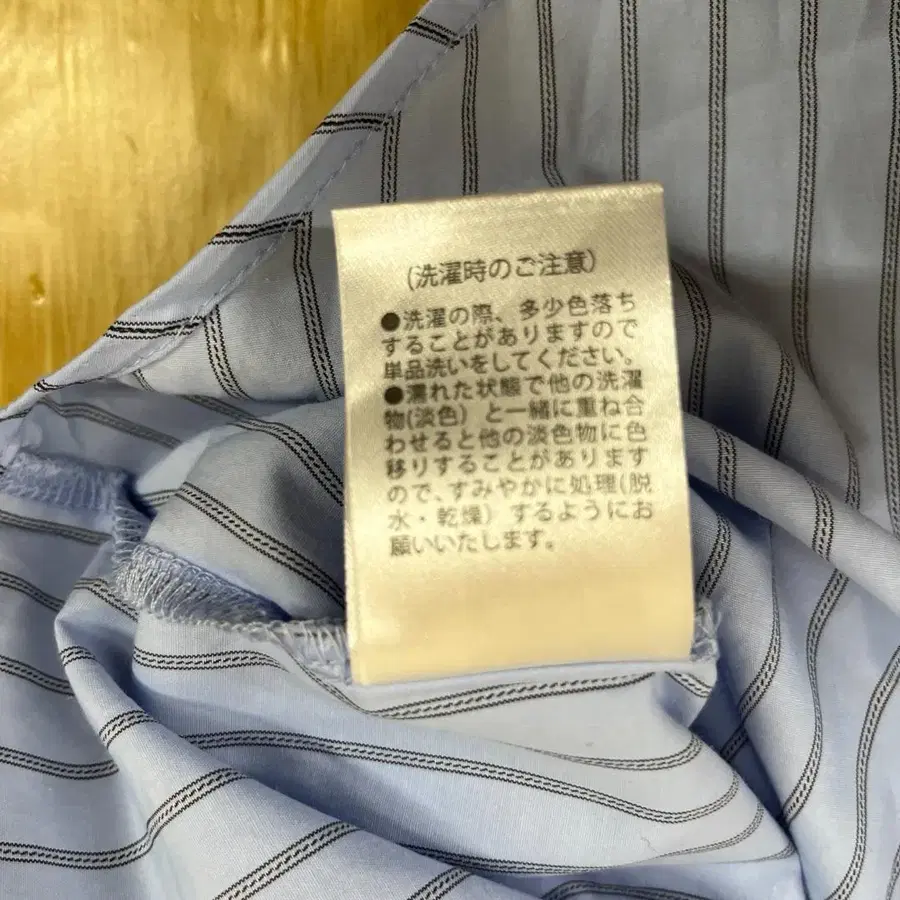 (洗濯時のご注意)
●洗濯の際、多少色落ち
することがありますので
単品洗いをしてください。
●濡れた状態で他の洗濯
物(淡色)と一緒に重ね合
わせると他の淡色物に色
移りすることがあります
ので、すみやかに処理(脱
水・乾燥)するようにお
願いいたします。